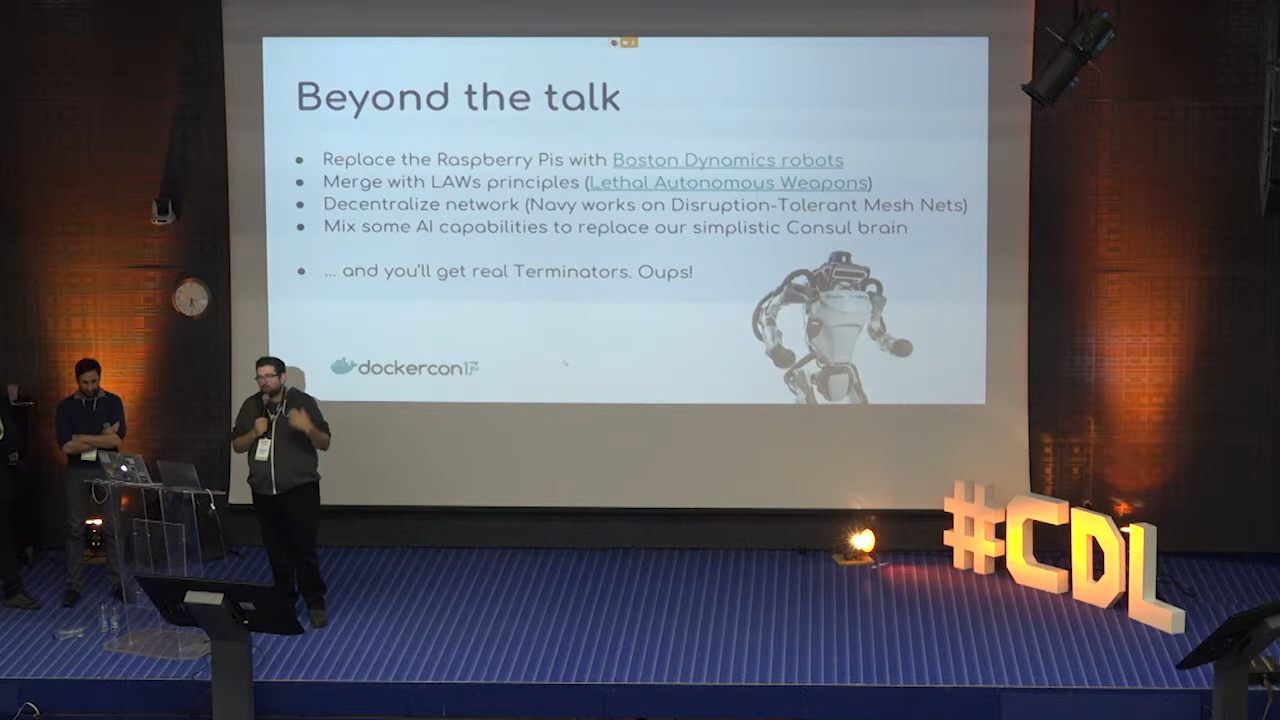 Beyond the talk
• Replace the Raspberry Pis with Boston Dynamics robots
• Merge with LAWs principles (Lethal Autonomous Weapons)
• Decentralize network (Navy works on Disruption-Tolerant Mesh Nets)
• Mix some AI capabilities to replace our simplistic Consul brain
• ... and you'll get real Terminators. Oups!
dockercon17
#CDL